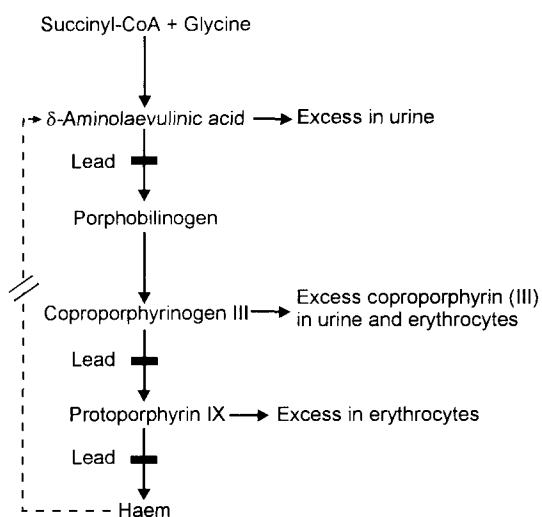 Succinyl-CoA + Glycine
δ-Aminolaevulinic acid
Excess in urine
Lead
Porphobilinogen
Coproporphyrinogen III
Excess coproporphyrin (III)
in urine and erythrocytes
Lead
Protoporphyrin IX
Excess in erythrocytes
Lead
Haem